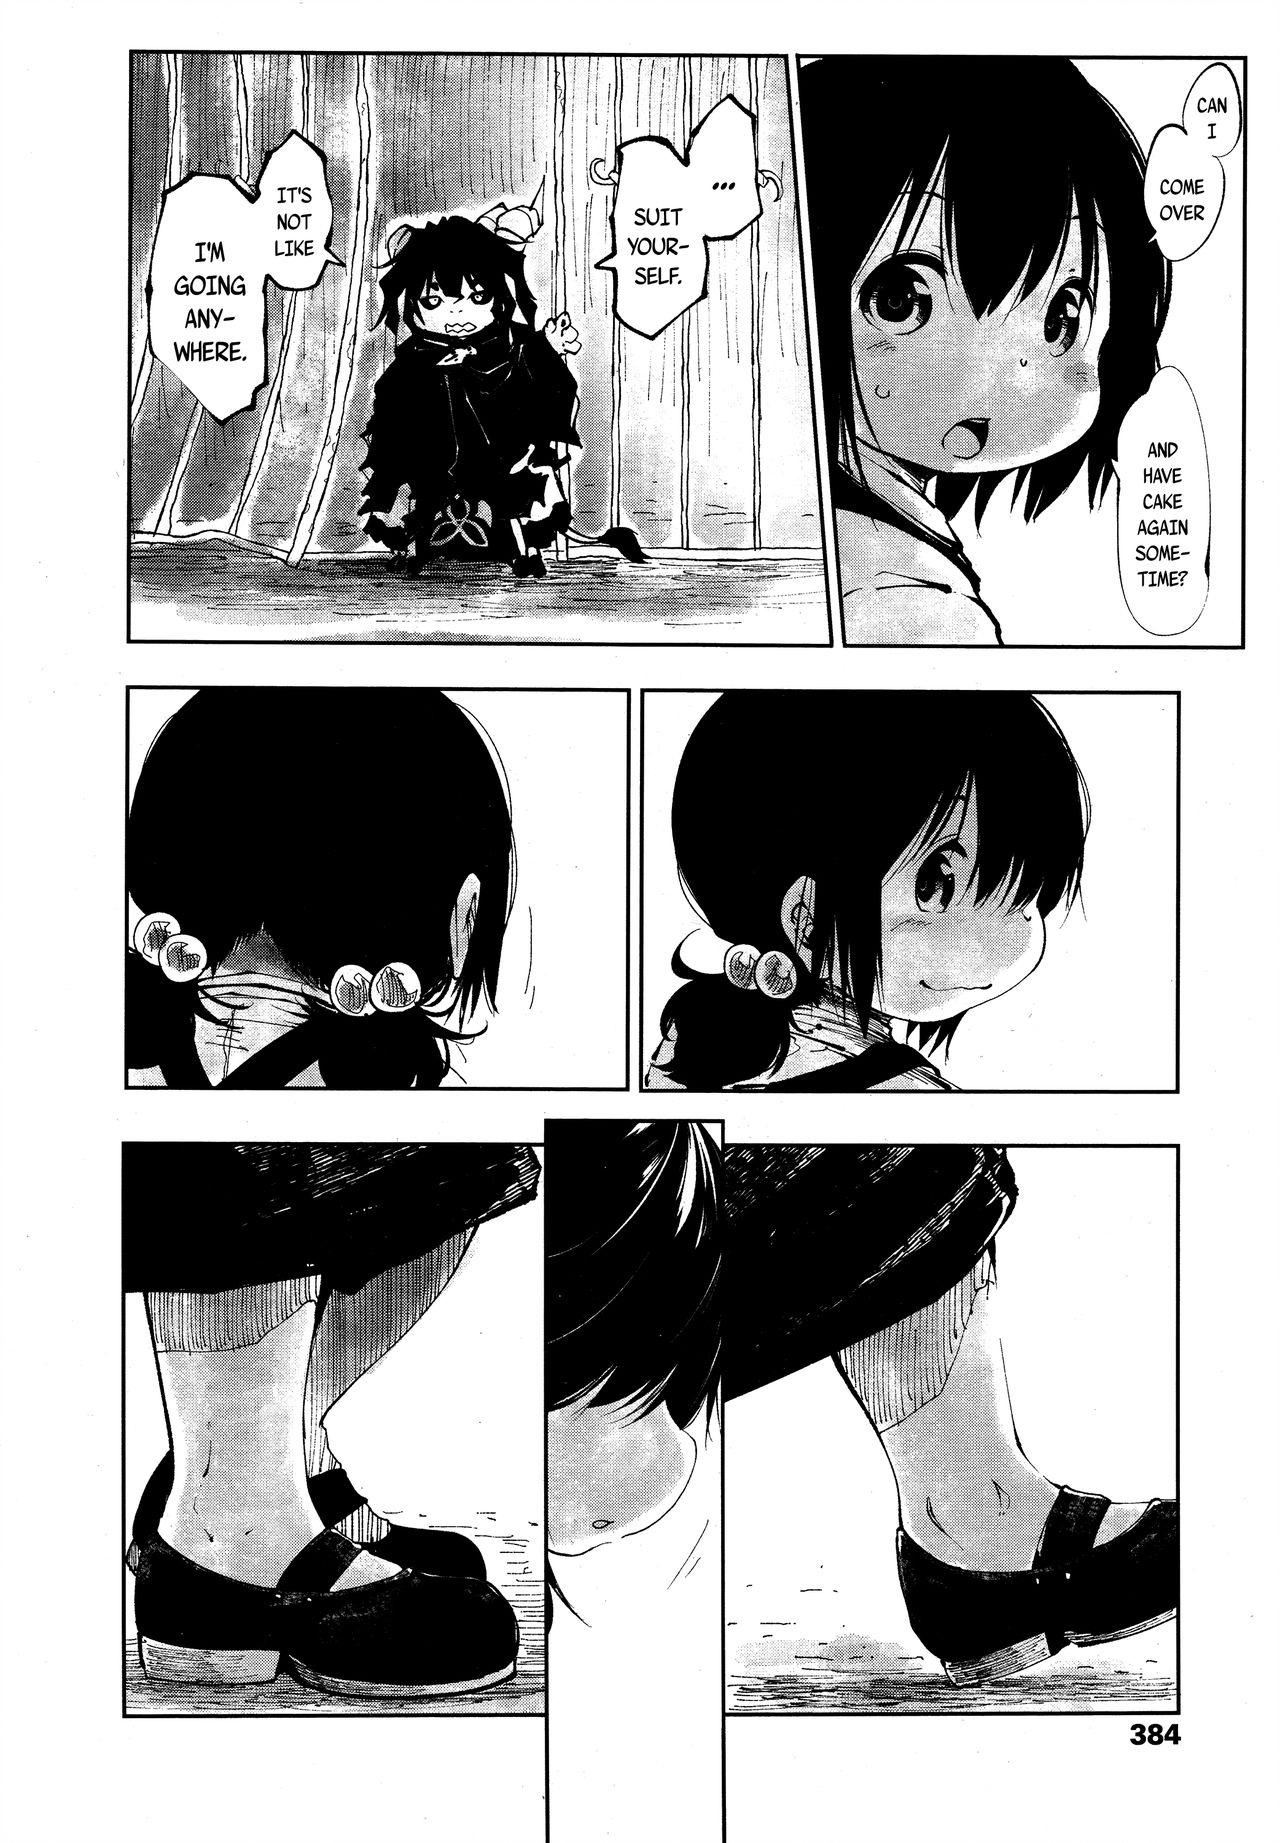 CAN
I
COME
OVER
AND
HAVE
CAKE
AGAIN
SOME-
TIME?
...
SUIT
YOUR-
SELF.
IT'S
NOT
LIKE
I'M
GOING
ANY-
WHERE.
384